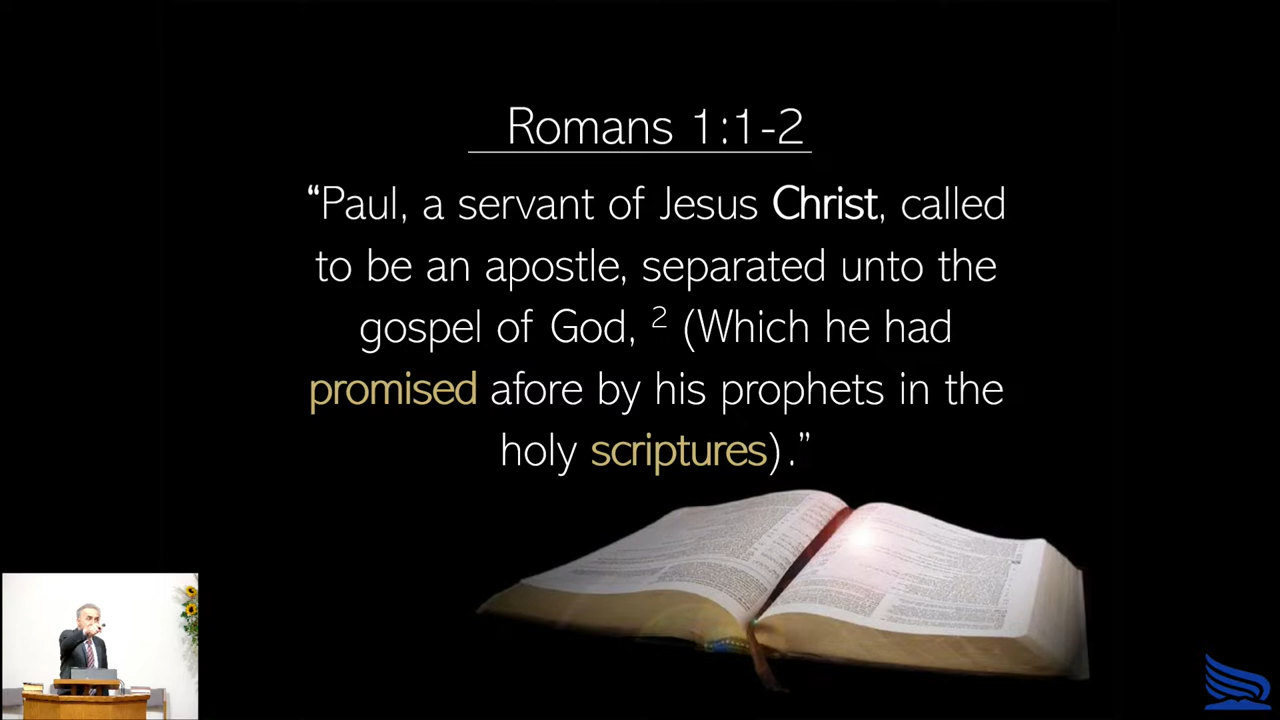 Romans 1:1-2
“Paul, a servant of Jesus Christ, called
to be an apostle, separated unto the
gospel of God, ² (Which he had
promised afore by his prophets in the
holy scriptures).”